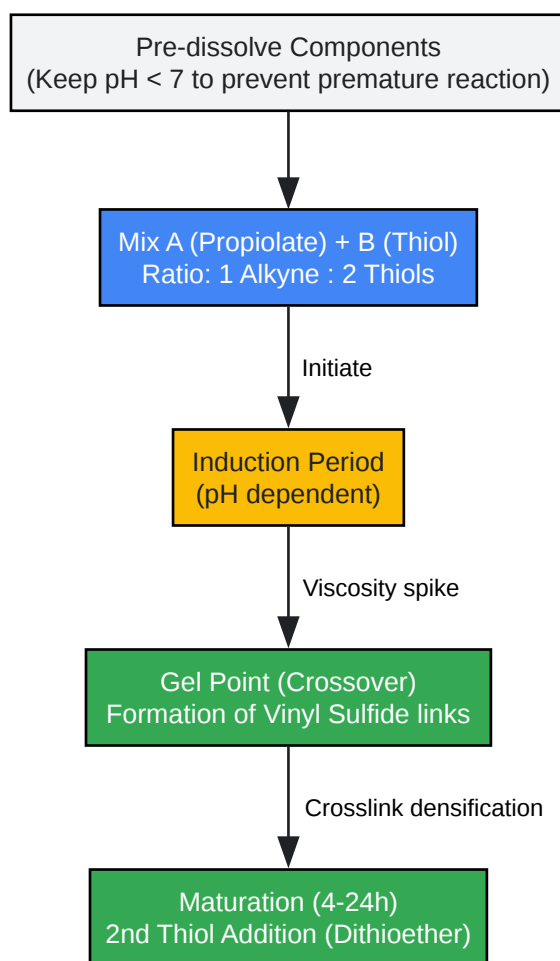 Pre-dissolve Components
(Keep pH < 7 to prevent premature reaction)
Mix A (Propiolate) + B (Thiol)
Ratio: 1 Alkyne : 2 Thiols
Initiate
Induction Period
(pH dependent)
Viscosity spike
Gel Point (Crossover)
Formation of Vinyl Sulfide links
Crosslink densification
Maturation (4-24h)
2nd Thiol Addition (Dithioether)